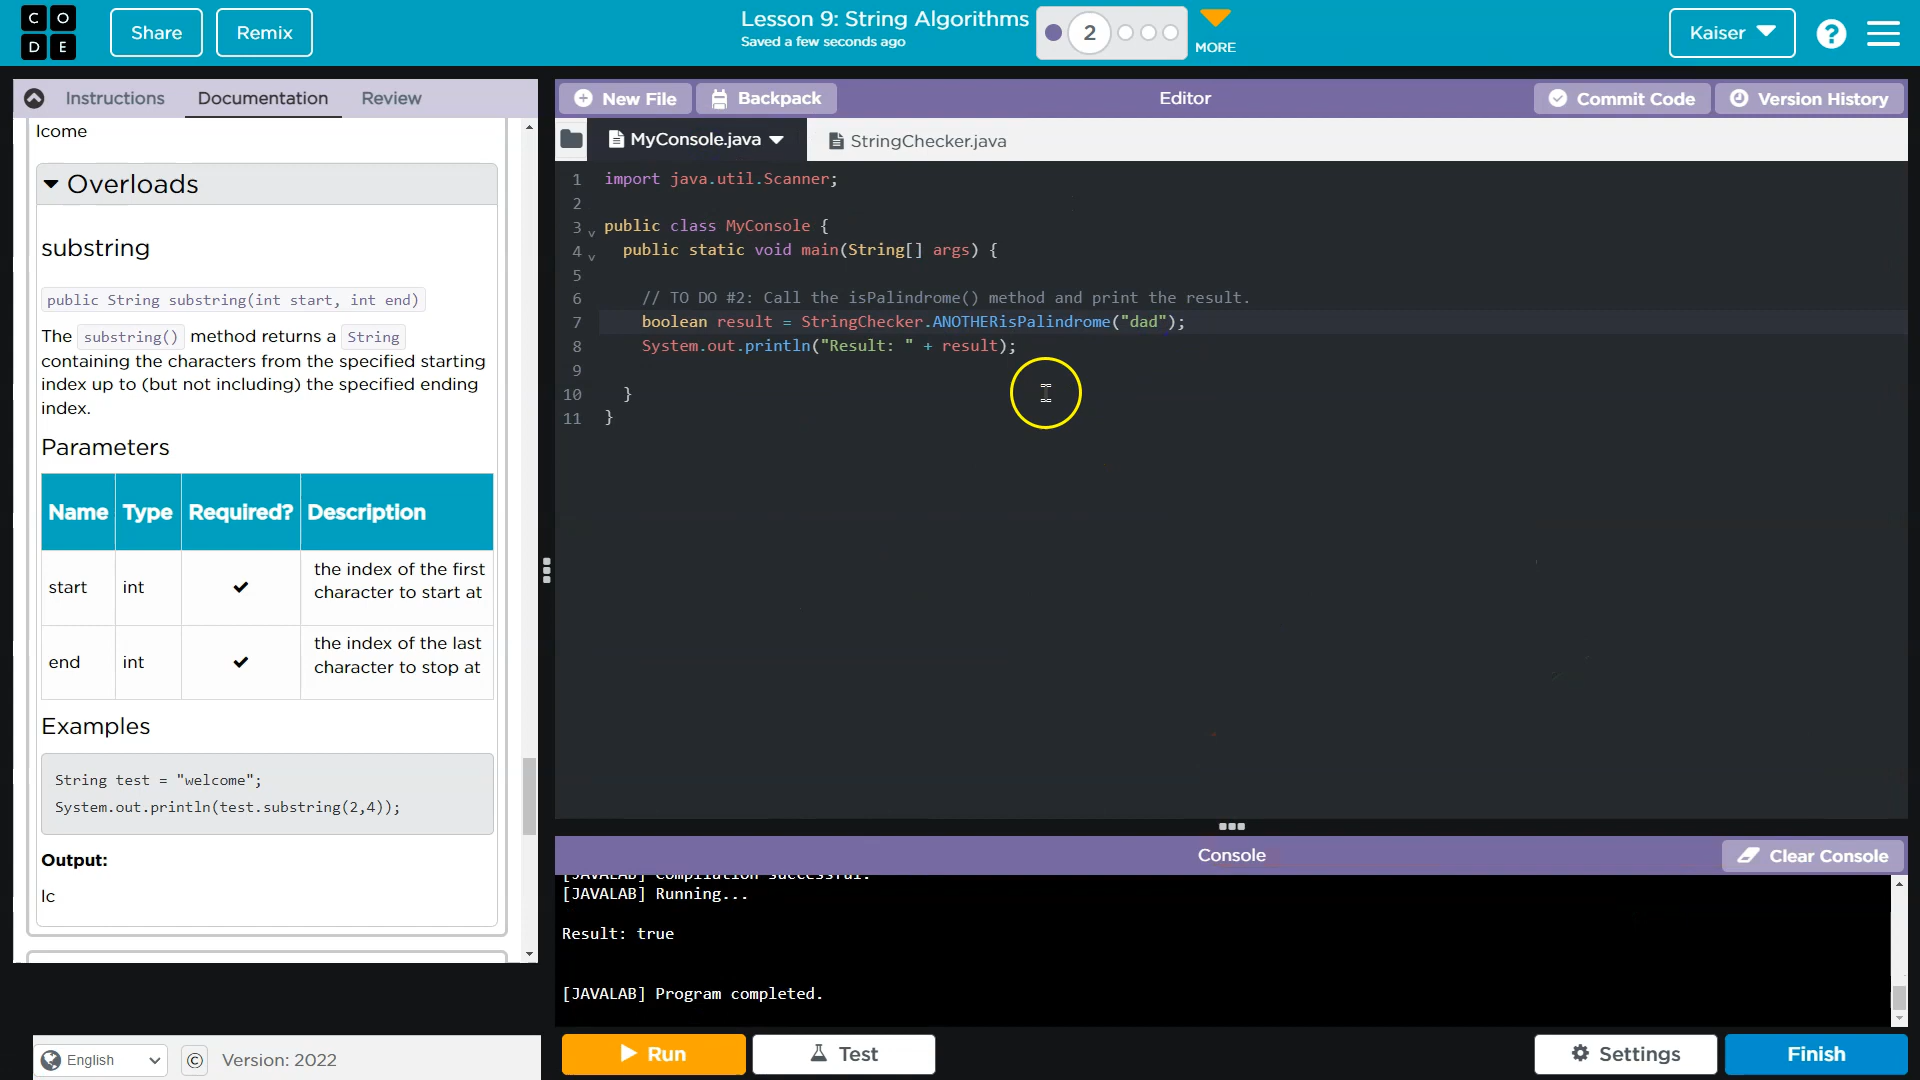 C O
D E
Share
Remix
Lesson 9: String Algorithms
Saved a few seconds ago
2
MORE
Kaiser
?
Instructions
Documentation
Review
lcome
Overloads
substring
public String substring(int start, int end)
The substring() method returns a String
containing the characters from the specified starting
index up to (but not including) the specified ending
index.
Parameters
Name Type Required? Description
start int ✔ the index of the first
character to start at
end int ✔ the index of the last
character to stop at
Examples
String test = "welcome";
System.out.println(test.substring(2,4));
Output:
lc
English
©
Version: 2022
New File
Backpack
Editor
Commit Code
Version History
MyConsole.java
StringChecker.java
1 import java.util.Scanner;
2
3 public class MyConsole {
4 public static void main(String[] args) {
5
6 // TO DO #2: Call the isPalindrome() method and print the result.
7 boolean result = StringChecker.ANOTHERisPalindrome("dad");
8 System.out.println("Result: " + result);
9
10 }
11 }
Console
Clear Console
[JAVALAB] Compilation successful.
[JAVALAB] Running...
Result: true
[JAVALAB] Program completed.
Run
Test
Settings
Finish